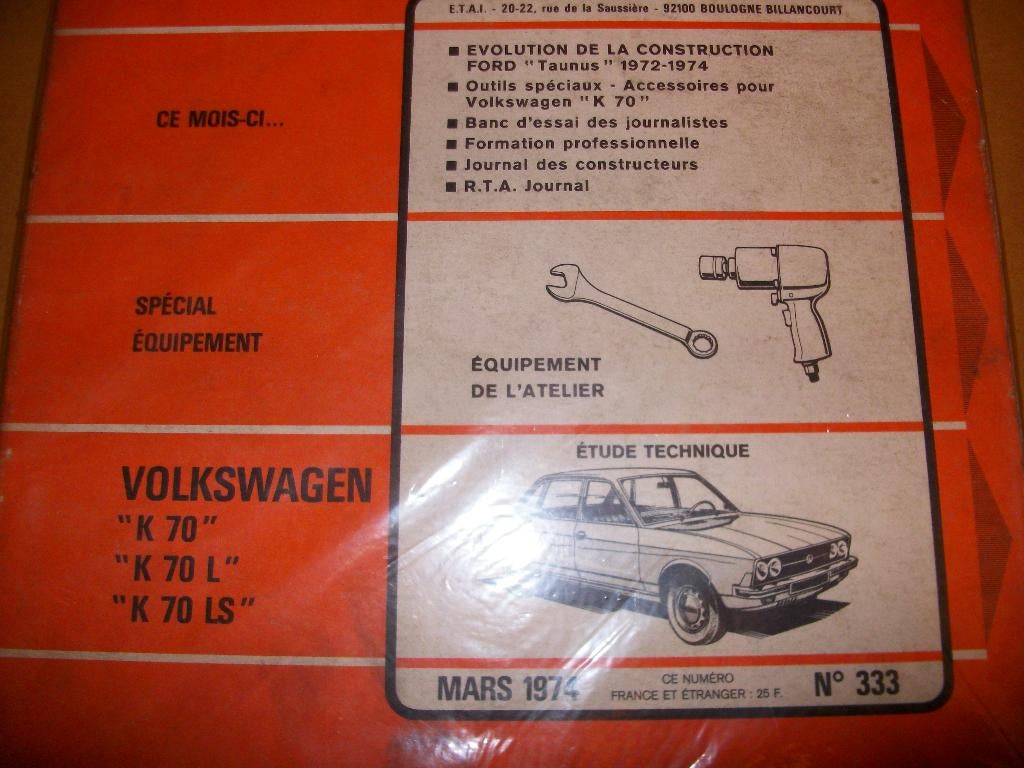 E.T.A.I. - 20-22, rue de la Saussière - 92100 BOULOGNE BILLANCOURT
CE MOIS-CI...
■ EVOLUTION DE LA CONSTRUCTION
FORD "Taunus" 1972-1974
■ Outils spéciaux - Accessoires pour
Volkswagen "K 70"
■ Banc d'essai des journalistes
■ Formation professionnelle
■ Journal des constructeurs
■ R.T.A. Journal
SPÉCIAL
ÉQUIPEMENT
ÉQUIPEMENT
DE L'ATELIER
VOLKSWAGEN
"K 70"
"K 70 L"
"K 70 LS"
ÉTUDE TECHNIQUE
MARS 1974
CE NUMÉRO
FRANCE ET ÉTRANGER : 25 F.
N° 333